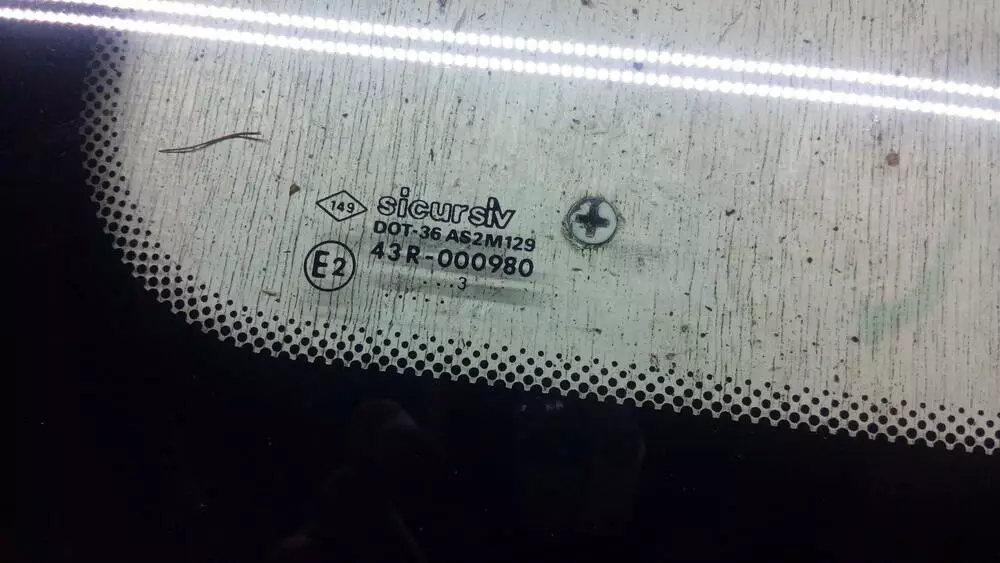 149
sicursiv
DOT-36 AS2M129
43R-000980
E2
..3
......